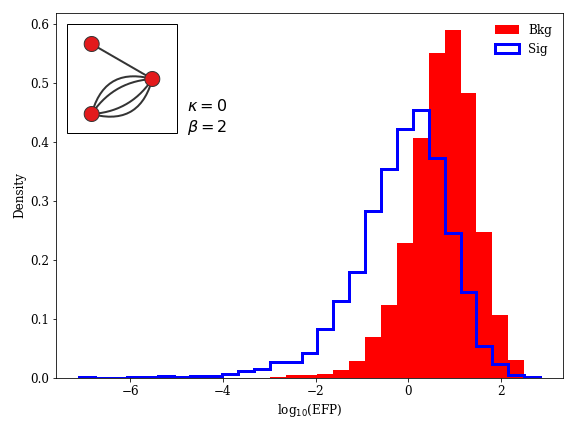 0.6
0.5
0.4
0.3
0.2
0.1
0.0
Density
κ = 0
β = 2
Bkg
Sig
−6
−4
−2
0
2
log₁₀(EFP)